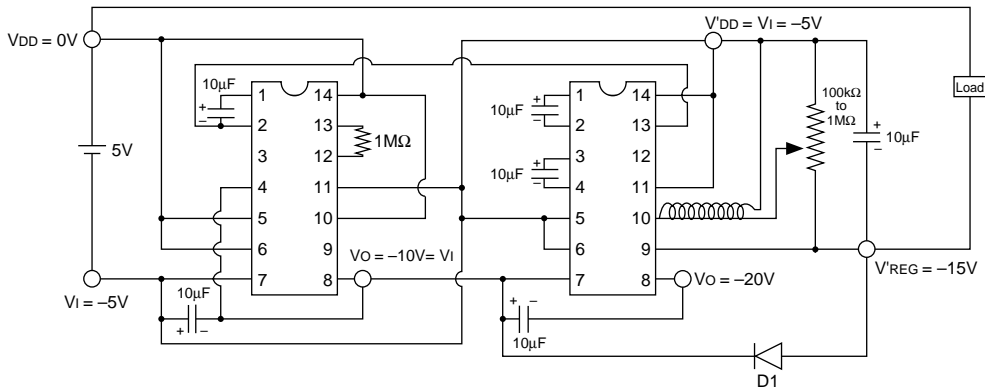 VDD = 0V
5V
VI = –5V
10μF
+
–
1
2
3
4
5
6
7
14
13
12
11
10
9
8
1MΩ
10μF
+ –
VO = –10V= VI
10μF
+
–
10μF
+
–
1
2
3
4
5
6
7
14
13
12
11
10
9
8
+ –
10μF
V'DD = VI = –5V
100kΩ
to
1MΩ
+
10μF
–
Load
V'REG = –15V
VO = –20V
D1